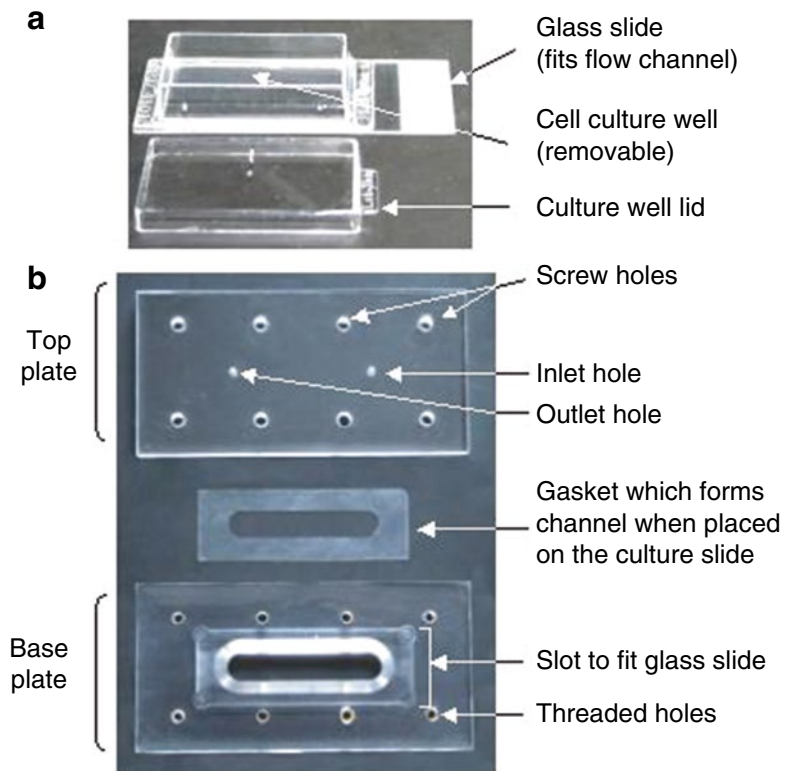 a
Glass slide
(fits flow channel)
Cell culture well
(removable)
Culture well lid
b
Top
plate
Screw holes
Inlet hole
Outlet hole
Gasket which forms
channel when placed
on the culture slide
Base
plate
Slot to fit glass slide
Threaded holes